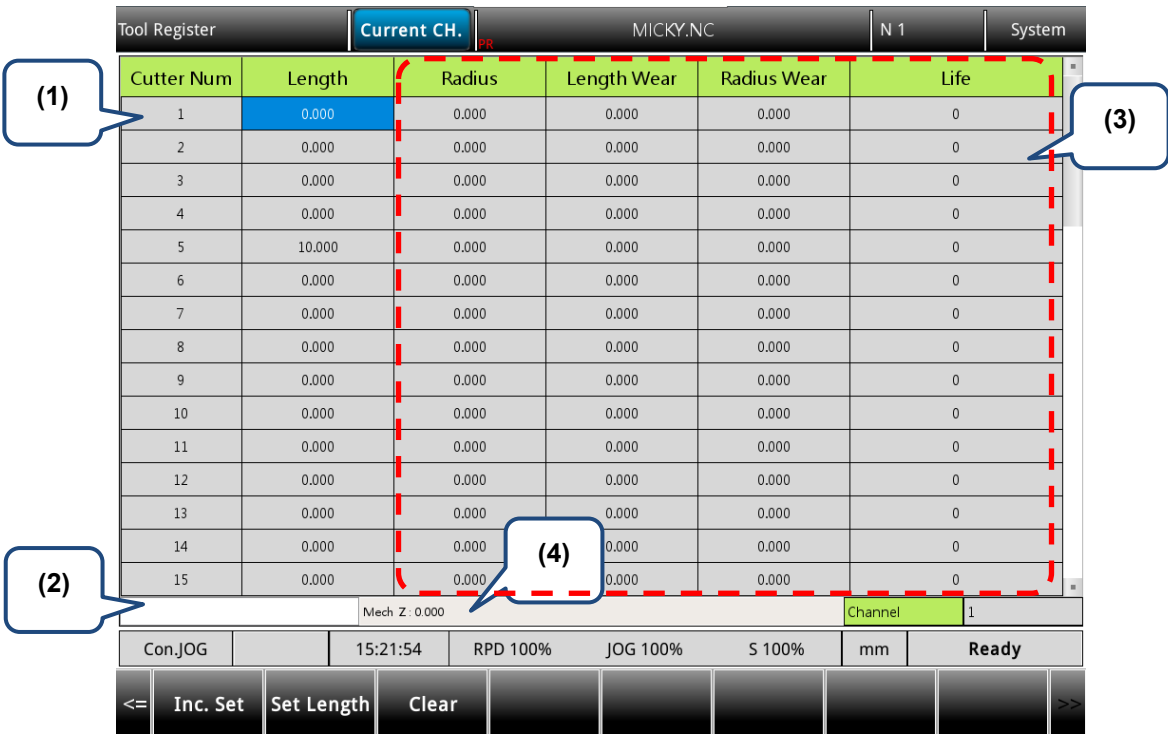 Tool Register Current CH. PR MICKY.NC N 1 System
Cutter Num Length Radius Length Wear Radius Wear Life
(1)
1 0.000 0.000 0.000 0.000 0
(3)
2 0.000 0.000 0.000 0.000 0
3 0.000 0.000 0.000 0.000 0
4 0.000 0.000 0.000 0.000 0
5 10.000 0.000 0.000 0.000 0
6 0.000 0.000 0.000 0.000 0
7 0.000 0.000 0.000 0.000 0
8 0.000 0.000 0.000 0.000 0
9 0.000 0.000 0.000 0.000 0
10 0.000 0.000 0.000 0.000 0
11 0.000 0.000 0.000 0.000 0
12 0.000 0.000 0.000 0.000 0
13 0.000 0.000 0.000 0.000 0
14 0.000 0.000 0.000 0.000 0
(4)
15 0.000 0.000 0.000 0.000 0
(2)
Mech Z : 0.000 Channel 1
Con.JOG 15:21:54 RPD 100% JOG 100% S 100% mm Ready
<= Inc. Set Set Length Clear >>